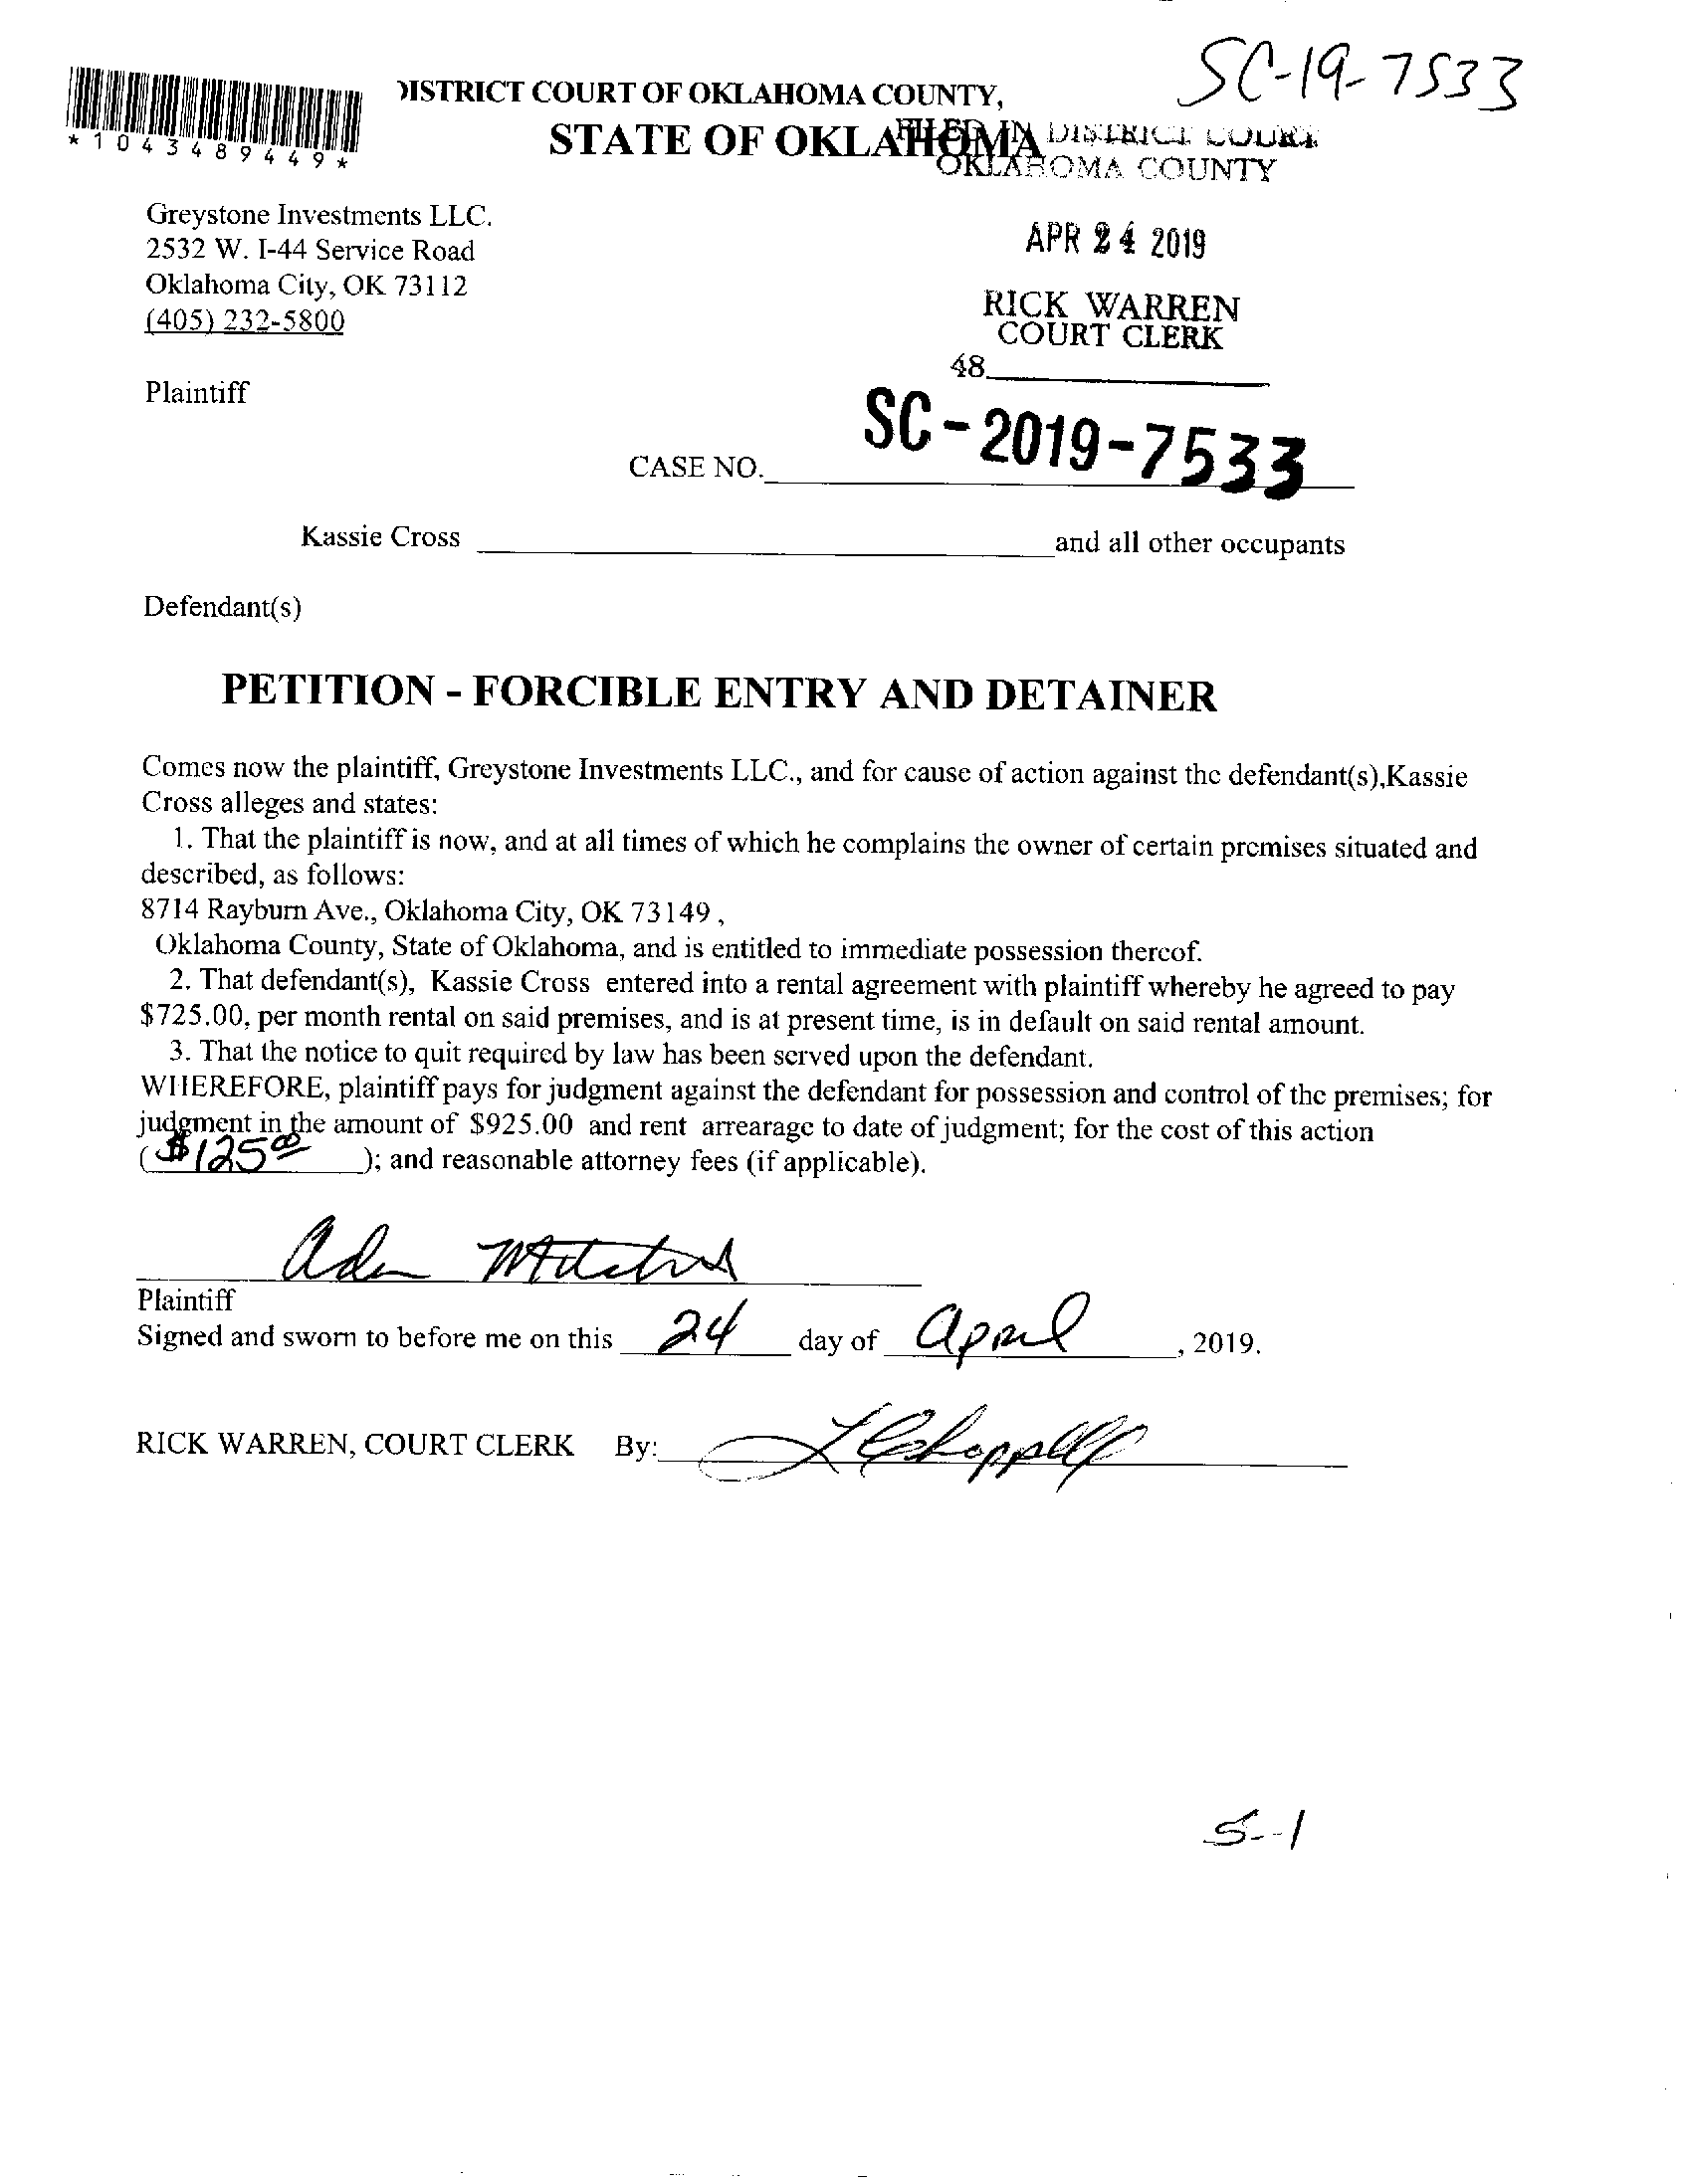 SC-19-7533
*1043489449*
DISTRICT COURT OF OKLAHOMA COUNTY,
STATE OF OKLAHOMA
FILED IN DISTRICT COURT
OKLAHOMA COUNTY
Greystone Investments LLC.
2532 W. I-44 Service Road
Oklahoma City, OK 73112
(405) 232-5800
APR 24 2019
RICK WARREN
COURT CLERK
48
Plaintiff
SC-2019-7533
CASE NO.
Kassie Cross and all other occupants
Defendant(s)
PETITION - FORCIBLE ENTRY AND DETAINER
Comes now the plaintiff, Greystone Investments LLC., and for cause of action against the defendant(s),Kassie
Cross alleges and states:
1. That the plaintiff is now, and at all times of which he complains the owner of certain premises situated and
described, as follows:
8714 Rayburn Ave., Oklahoma City, OK 73149 ,
Oklahoma County, State of Oklahoma, and is entitled to immediate possession thereof.
2. That defendant(s), Kassie Cross entered into a rental agreement with plaintiff whereby he agreed to pay
$725.00, per month rental on said premises, and is at present time, is in default on said rental amount.
3. That the notice to quit required by law has been served upon the defendant.
WHEREFORE, plaintiff pays for judgment against the defendant for possession and control of the premises; for
judgment in the amount of $925.00 and rent arrearage to date of judgment; for the cost of this action
( $125 00 ); and reasonable attorney fees (if applicable).
Plaintiff
Signed and sworn to before me on this 24 day of April , 2019.
RICK WARREN, COURT CLERK By:
5--1